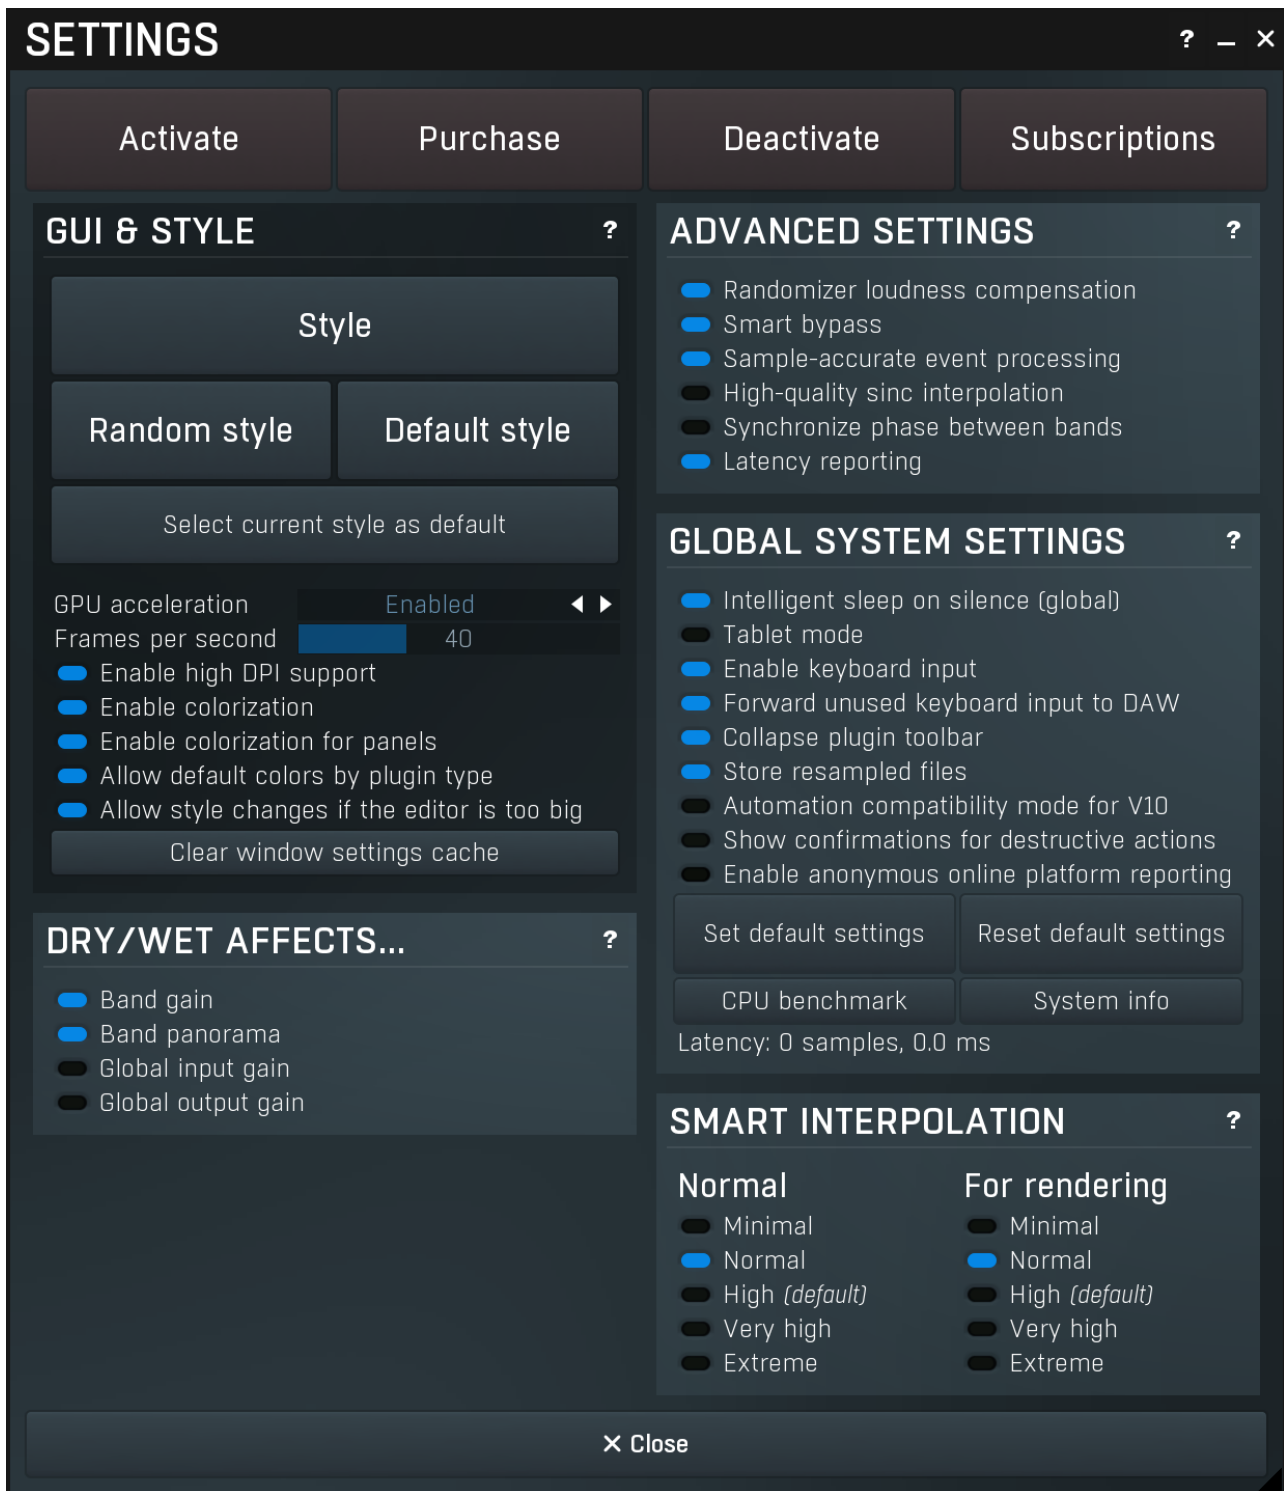 SETTINGS
? _ ×
Activate
Purchase
Deactivate
Subscriptions
GUI & STYLE ?
Style
Random style
Default style
Select current style as default
GPU acceleration Enabled
Frames per second 40
Enable high DPI support
Enable colorization
Enable colorization for panels
Allow default colors by plugin type
Allow style changes if the editor is too big
Clear window settings cache
DRY/WET AFFECTS... ?
Band gain
Band panorama
Global input gain
Global output gain
ADVANCED SETTINGS ?
Randomizer loudness compensation
Smart bypass
Sample-accurate event processing
High-quality sinc interpolation
Synchronize phase between bands
Latency reporting
GLOBAL SYSTEM SETTINGS ?
Intelligent sleep on silence (global)
Tablet mode
Enable keyboard input
Forward unused keyboard input to DAW
Collapse plugin toolbar
Store resampled files
Automation compatibility mode for V10
Show confirmations for destructive actions
Enable anonymous online platform reporting
Set default settings
Reset default settings
CPU benchmark
System info
Latency: 0 samples, 0.0 ms
SMART INTERPOLATION ?
Normal
Minimal
Normal
High (default)
Very high
Extreme
For rendering
Minimal
Normal
High (default)
Very high
Extreme
× Close